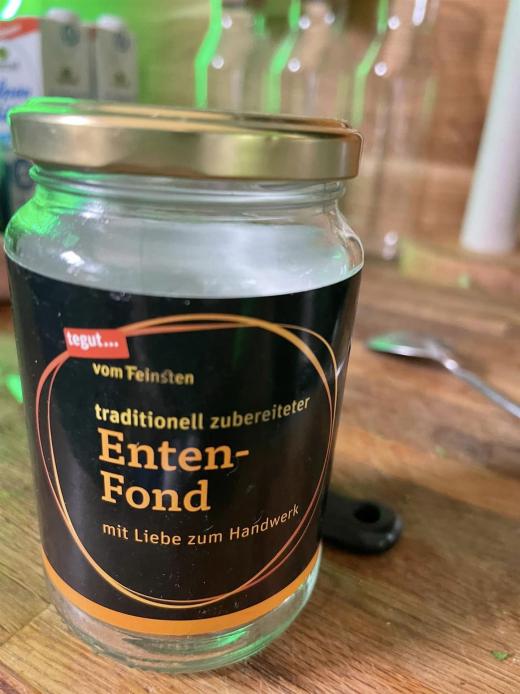 tegut...
vom Feinsten
traditionell zubereiteter
Enten-
Fond
mit Liebe zum Handwerk